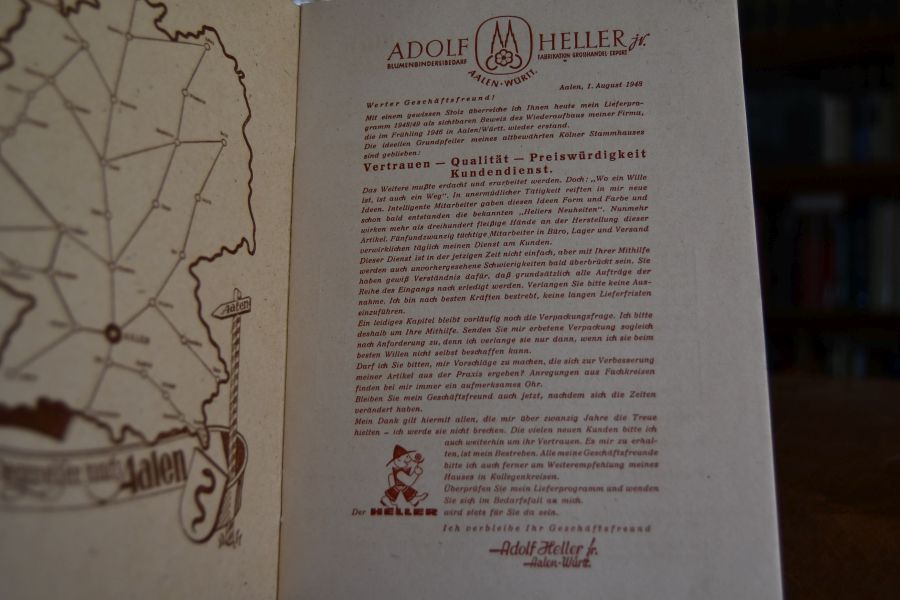 Aalen
AALEN
Wegweiser nach Aalen
ADOLF HELLER jr.
BLUMENBINDEREIBEDARF
FABRIKATION GROSSHANDEL EXPORT
AALEN·WÜRTT.
Aalen, 1. August 1948
Werter Geschäftsfreund!
Mit einem gewissen Stolz überreiche ich Ihnen heute mein Lieferpro-
gramm 1948/49 als sichtbaren Beweis des Wiederaufbaus meiner Firma,
die im Frühling 1946 in Aalen/Württ. wieder erstand.
Die ideellen Grundpfeiler meines altbewährten Kölner Stammhauses
sind geblieben:
Vertrauen — Qualität — Preiswürdigkeit
Kundendienst.
Das Weitere mußte erdacht und erarbeitet werden. Doch: „Wo ein Wille
ist, ist auch ein Weg". In unermüdlicher Tätigkeit reiften in mir neue
Ideen. Intelligente Mitarbeiter gaben diesen Ideen Form und Farbe und
schon bald entstanden die bekannten „Hellers Neuheiten". Nunmehr
wirken mehr als dreihundert fleißige Hände an der Herstellung dieser
Artikel. Fünfundzwanzig tüchtige Mitarbeiter in Büro, Lager und Versand
verwirklichen täglich meinen Dienst am Kunden.
Dieser Dienst ist in der jetzigen Zeit nicht einfach, aber mit Ihrer Mithilfe
werden auch unvorhergesehene Schwierigkeiten bald überbrückt sein. Sie
haben gewiß Verständnis dafür, daß grundsätzlich alle Aufträge der
Reihe des Eingangs nach erledigt werden. Verlangen Sie bitte keine Aus-
nahme. Ich bin nach besten Kräften bestrebt, keine langen Lieferfristen
einzuführen.
Ein leidiges Kapitel bleibt vorläufig noch die Verpackungsfrage. Ich bitte
deshalb um Ihre Mithilfe. Senden Sie mir erbetene Verpackung sogleich
nach Anforderung zu, denn ich verlange sie nur dann, wenn ich sie beim
besten Willen nicht selbst beschaffen kann.
Darf ich Sie bitten, mir Vorschläge zu machen, die sich zur Verbesserung
meiner Artikel aus der Praxis ergeben? Anregungen aus Fachkreisen
finden bei mir immer ein aufmerksames Ohr.
Bleiben Sie mein Geschäftsfreund auch jetzt, nachdem sich die Zeiten
verändert haben.
Mein Dank gilt hiermit allen, die mir über zwanzig Jahre die Treue
hielten – ich werde sie nicht brechen. Die vielen neuen Kunden bitte ich
auch weiterhin um ihr Vertrauen. Es mir zu erhal-
ten, ist mein Bestreben. Alle meine Geschäftsfreunde
bitte ich auch ferner um Weiterempfehlung meines
Hauses in Kollegenkreisen.
Überprüfen Sie mein Lieferprogramm und wenden
Sie sich im Bedarfsfall an mich.
Der HELLER wird stets für Sie da sein.
Ich verbleibe Ihr Geschäftsfreund
Adolf Heller jr.
Aalen-Württ.